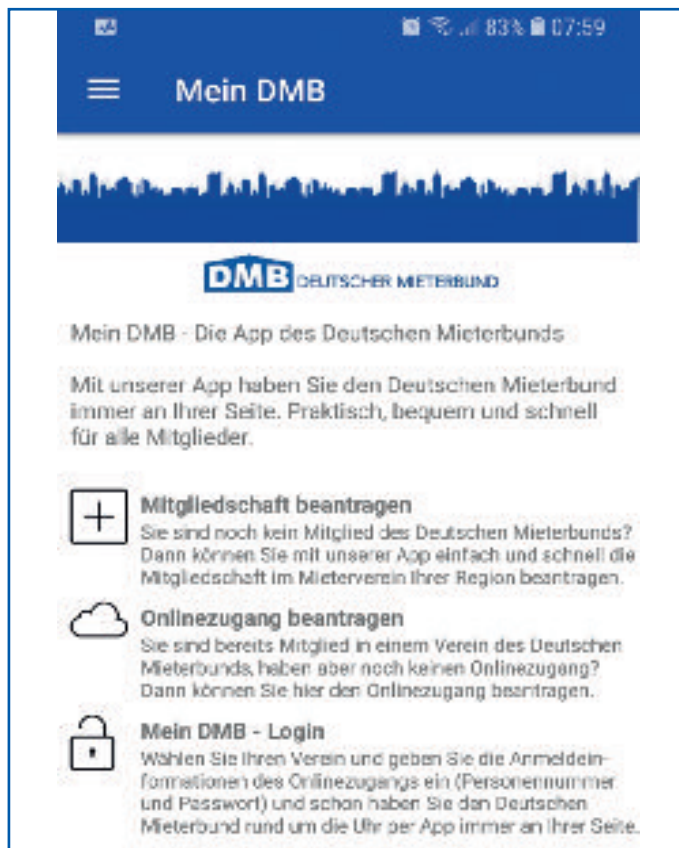 83% 07:59
Mein DMB
DMB DEUTSCHER MIETERBUND
Mein DMB - Die App des Deutschen Mieterbunds
Mit unserer App haben Sie den Deutschen Mieterbund
immer an Ihrer Seite. Praktisch, bequem und schnell
für alle Mitglieder.
Mitgliedschaft beantragen
Sie sind noch kein Mitglied des Deutschen Mieterbunds?
Dann können Sie mit unserer App einfach und schnell die
Mitgliedschaft im Mieterverein Ihrer Region beantragen.
Onlinezugang beantragen
Sie sind bereits Mitglied in einem Verein des Deutschen
Mieterbunds, haben aber noch keinen Onlinezugang?
Dann können Sie hier den Onlinezugang beantragen.
Mein DMB - Login
Wählen Sie Ihren Verein und geben Sie die Anmeldein-
formationen des Onlinezugangs ein (Personennummer
und Passwort) und schon haben Sie den Deutschen
Mieterbund rund um die Uhr per App immer an Ihrer Seite.